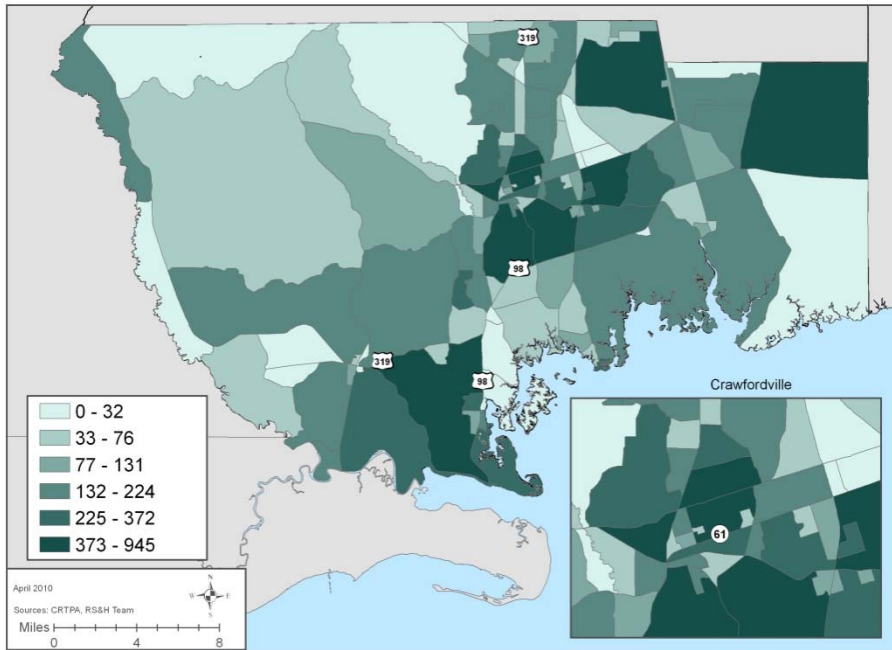 319
98
319
98
Crawfordville
61
0 - 32
33 - 76
77 - 131
132 - 224
225 - 372
373 - 945
April 2010
N
W E
S
Sources: CRTPA, RS&H Team
Miles
0 4 8